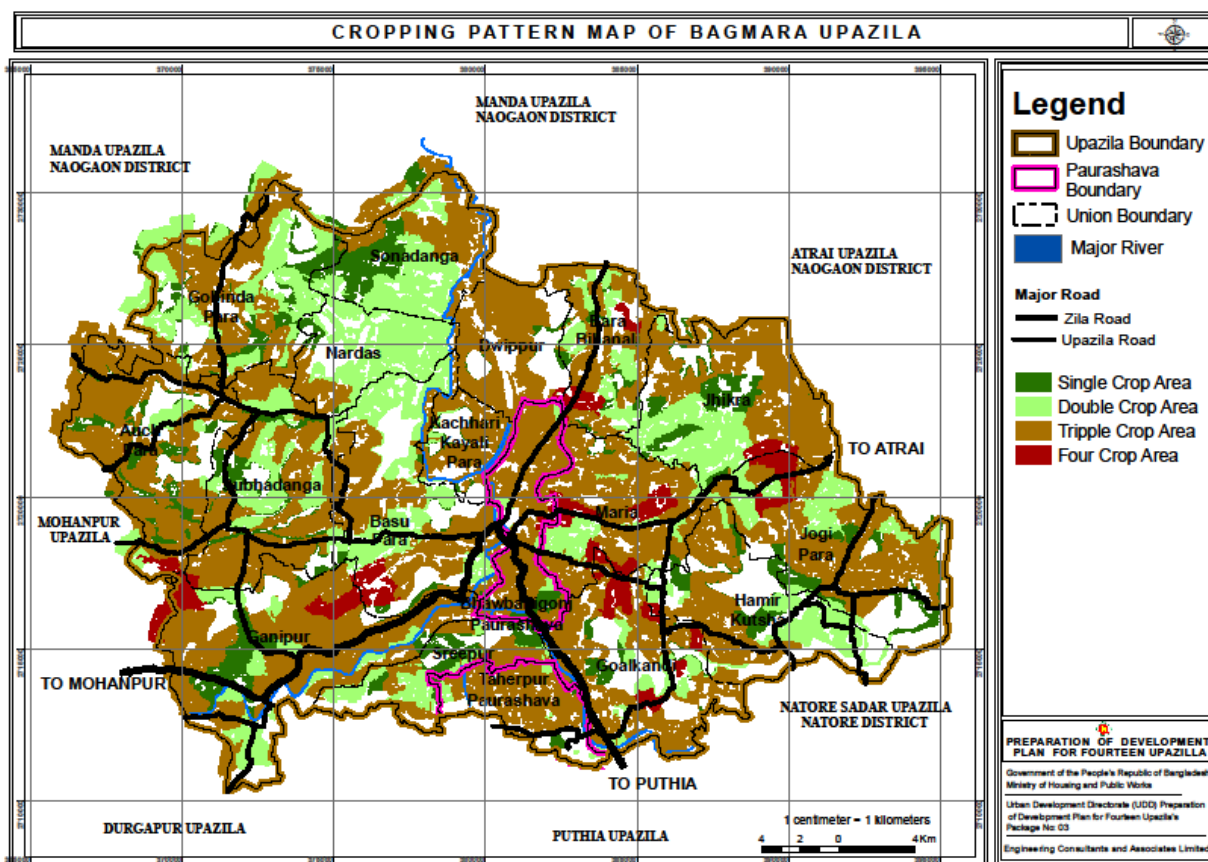 CROPPING PATTERN MAP OF BAGMARA UPAZILA
370000
390000
MANDA UPAZILA
NAOGAON DISTRICT
MANDA UPAZILA
NAOGAON DISTRICT
ATRAI UPAZILA
NAOGAON DISTRICT
Sonadanga
Gobinda
Para
Nardas
Dwippur
Bara
Bihanali
Jhikra
Kachhari
Kayali
Para
Auch
Para
Subhadanga
TO ATRAI
MOHANPUR
UPAZILA
Basu
Para
Maria
Jogi
Para
Hamir
Kutsha
Bhawbanigonj
Paurashava
Ganipur
Sreepur
Goalkandi
Taherpur
Paurashava
TO MOHANPUR
NATORE SADAR UPAZILA
NATORE DISTRICT
TO PUTHIA
DURGAPUR UPAZILA
PUTHIA UPAZILA
1 centimeter = 1 kilometers
4 2 0 4 Km
Legend
Upazila Boundary
Paurashava
Boundary
Union Boundary
Major River
Major Road
Zila Road
Upazila Road
Single Crop Area
Double Crop Area
Tripple Crop Area
Four Crop Area
PREPARATION OF DEVELOPMENT
PLAN FOR FOURTEEN UPAZILLA
Government of the People's Republic of Bangladesh
Ministry of Housing and Public Works
Urban Development Directorate (UDD) Preparation
of Development Plan for Fourteen Upazila's
Package No: 03
Engineering Consultants and Associates Limited